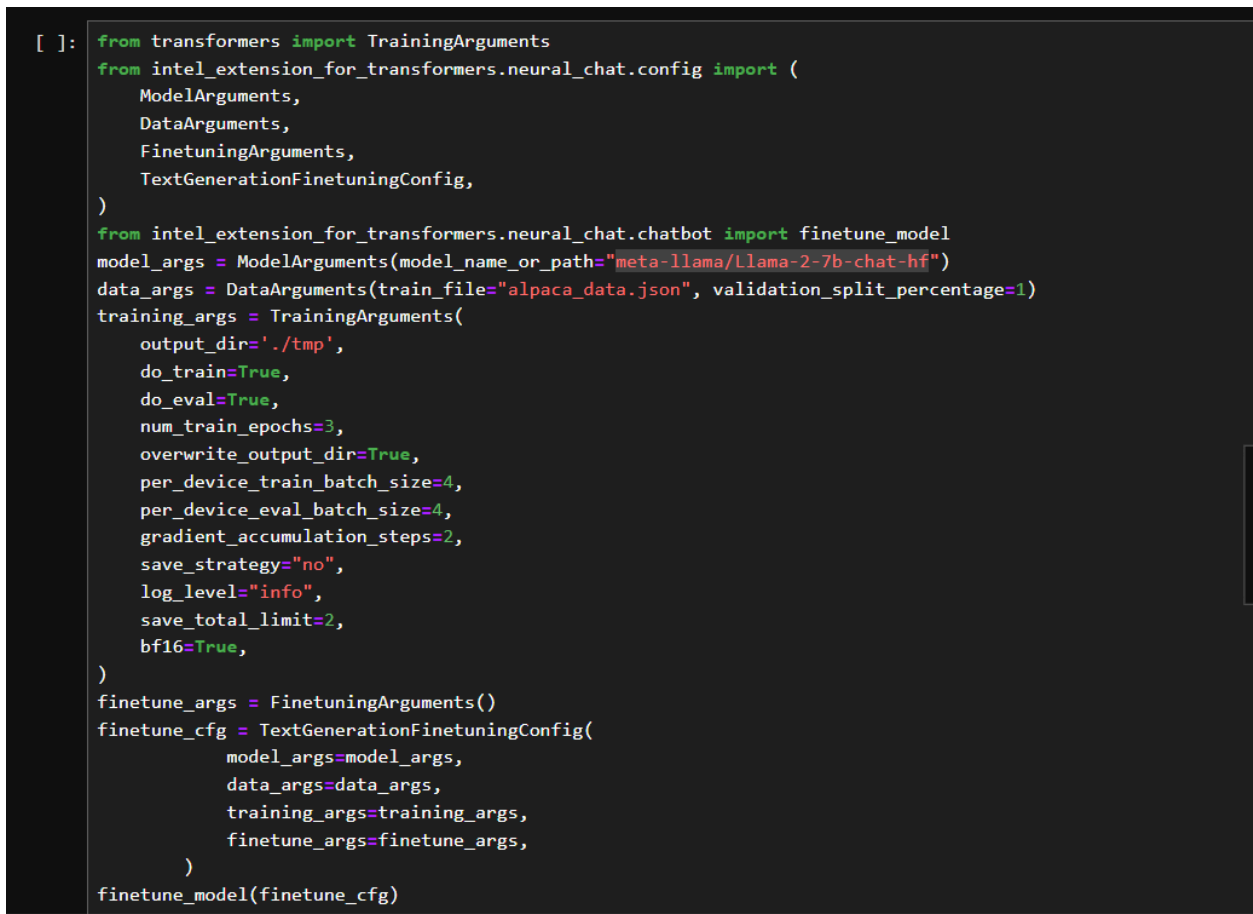 [ ]: from transformers import TrainingArguments
from intel_extension_for_transformers.neural_chat.config import (
    ModelArguments,
    DataArguments,
    FinetuningArguments,
    TextGenerationFinetuningConfig,
)
from intel_extension_for_transformers.neural_chat.chatbot import finetune_model
model_args = ModelArguments(model_name_or_path="meta-llama/Llama-2-7b-chat-hf")
data_args = DataArguments(train_file="alpaca_data.json", validation_split_percentage=1)
training_args = TrainingArguments(
    output_dir='./tmp',
    do_train=True,
    do_eval=True,
    num_train_epochs=3,
    overwrite_output_dir=True,
    per_device_train_batch_size=4,
    per_device_eval_batch_size=4,
    gradient_accumulation_steps=2,
    save_strategy="no",
    log_level="info",
    save_total_limit=2,
    bf16=True,
)
finetune_args = FinetuningArguments()
finetune_cfg = TextGenerationFinetuningConfig(
            model_args=model_args,
            data_args=data_args,
            training_args=training_args,
            finetune_args=finetune_args,
        )
finetune_model(finetune_cfg)